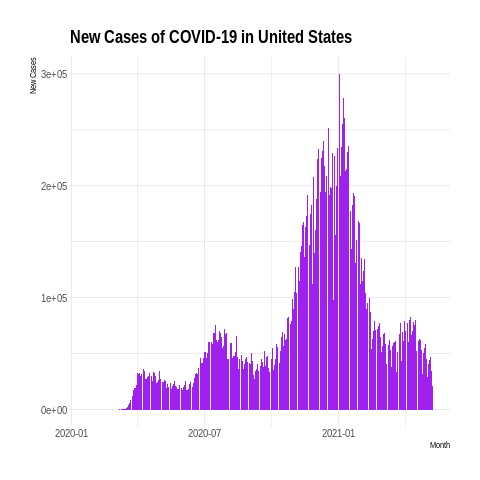 New Cases of COVID-19 in United States
New Cases
3e+05
2e+05
1e+05
0e+00
2020-01 2020-07 2021-01
Month